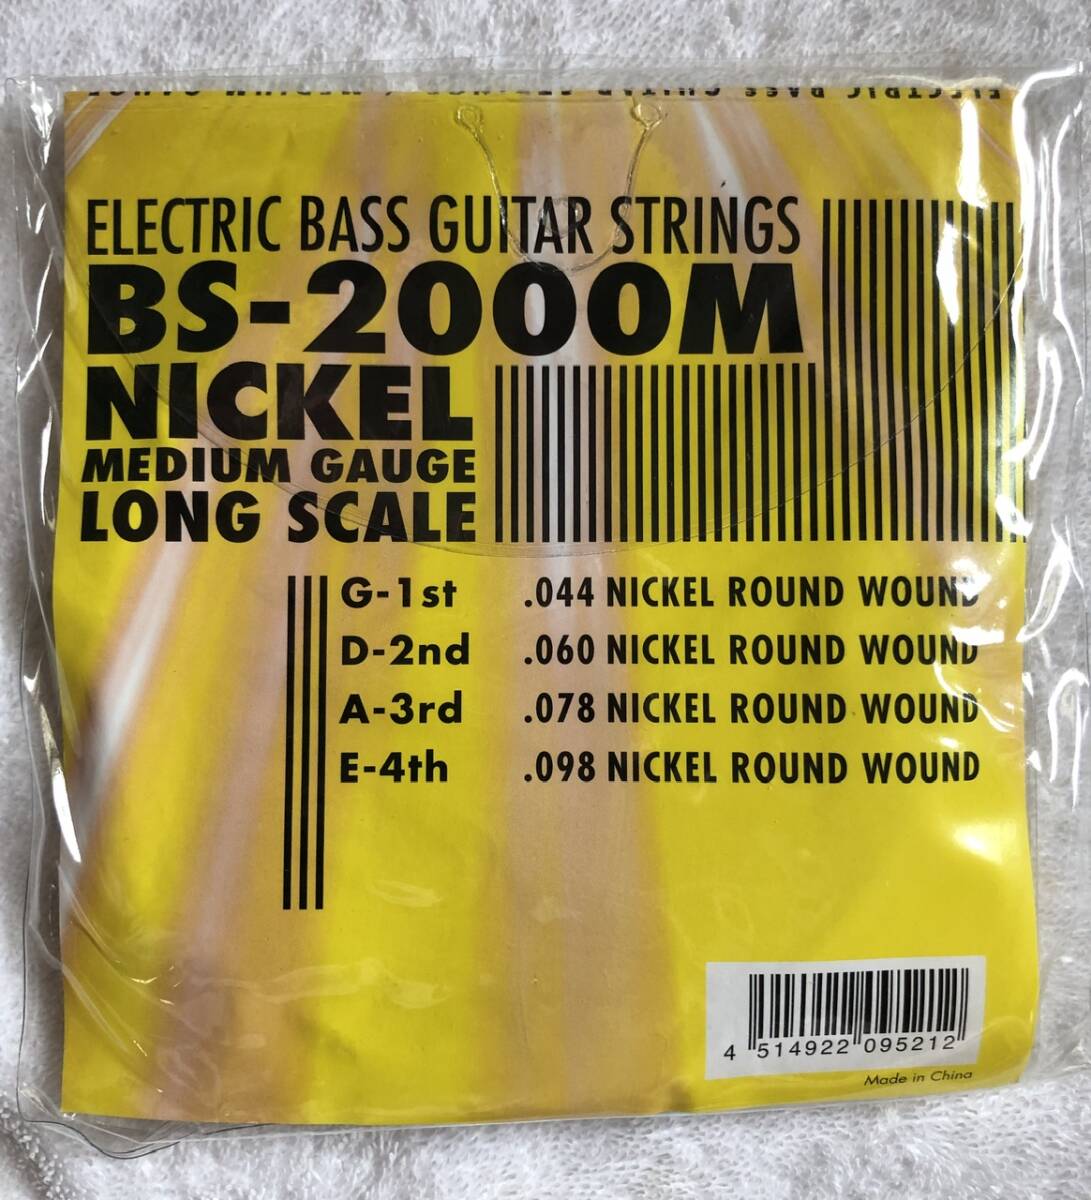 ELECTRIC BASS GUITAR STRINGS
BS-2000M
NICKEL
MEDIUM GAUGE
LONG SCALE
G-1st .044 NICKEL ROUND WOUND
D-2nd .060 NICKEL ROUND WOUND
A-3rd .078 NICKEL ROUND WOUND
E-4th .098 NICKEL ROUND WOUND
4 514922 095212
Made in China